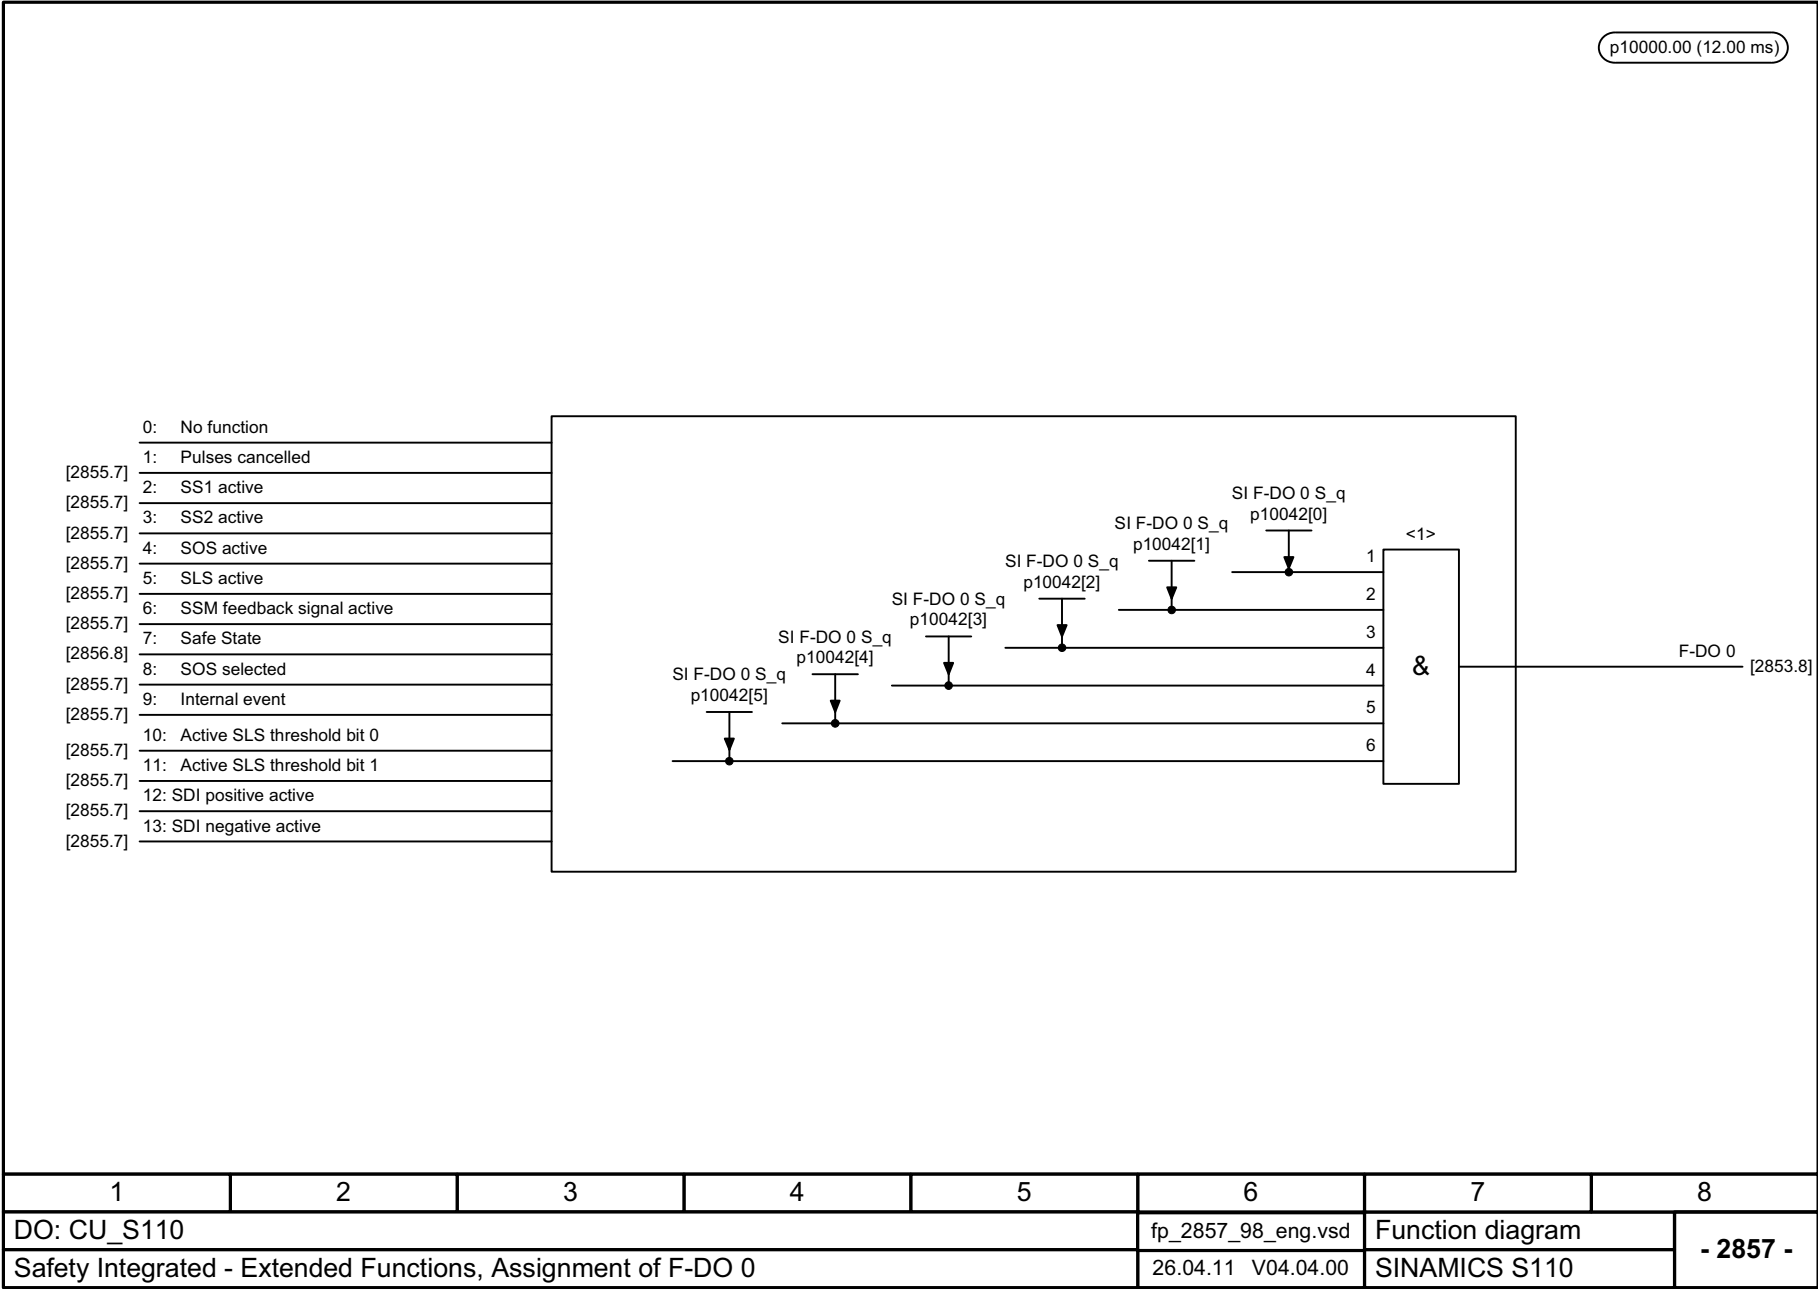 p10000.00 (12.00 ms)
0: No function
1: Pulses cancelled
[2855.7]
2: SS1 active
[2855.7]
3: SS2 active
[2855.7]
4: SOS active
[2855.7]
5: SLS active
[2855.7]
6: SSM feedback signal active
[2855.7]
7: Safe State
[2856.8]
8: SOS selected
[2855.7]
9: Internal event
[2855.7]
10: Active SLS threshold bit 0
[2855.7]
11: Active SLS threshold bit 1
[2855.7]
12: SDI positive active
[2855.7]
13: SDI negative active
[2855.7]
SI F-DO 0 S_q
p10042[5]
SI F-DO 0 S_q
p10042[4]
SI F-DO 0 S_q
p10042[3]
SI F-DO 0 S_q
p10042[2]
SI F-DO 0 S_q
p10042[1]
SI F-DO 0 S_q
p10042[0]
<1>
1
2
3
4
5
6
&
F-DO 0
[2853.8]
1 2 3 4 5 6 7 8
DO: CU_S110
fp_2857_98_eng.vsd
Function diagram
- 2857 -
Safety Integrated - Extended Functions, Assignment of F-DO 0
26.04.11 V04.04.00
SINAMICS S110